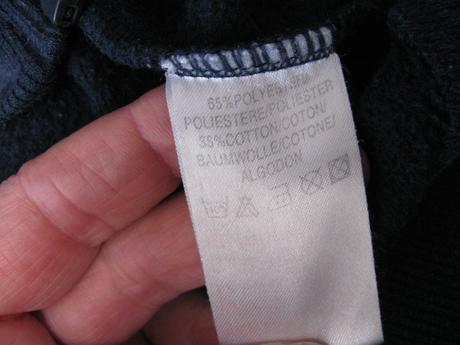 65%POLYESTER/
POLIESTERE/POLIESTER
35%COTTON/COTON/
BAUMWOLLE/COTONE/
ALGODON